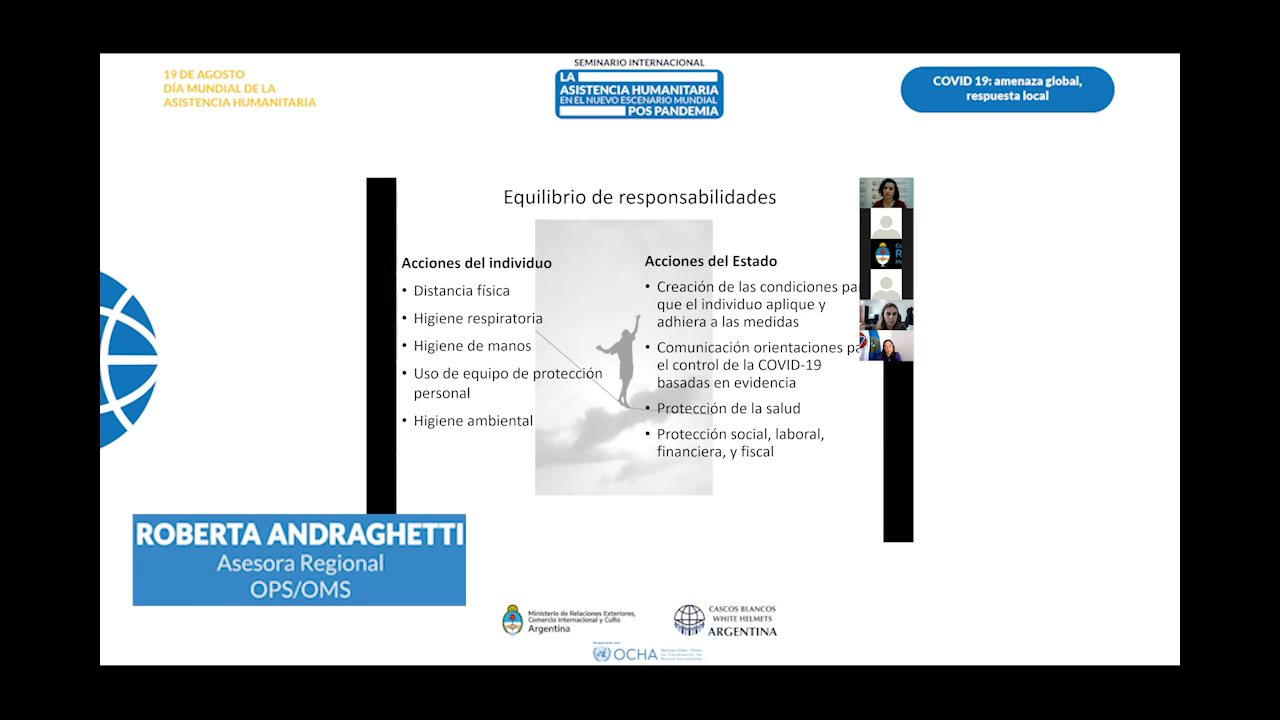 19 DE AGOSTO
DÍA MUNDIAL DE LA
ASISTENCIA HUMANITARIA
SEMINARIO INTERNACIONAL
LA
ASISTENCIA HUMANITARIA
EN EL NUEVO ESCENARIO MUNDIAL
POS PANDEMIA
COVID 19: amenaza global,
respuesta local
Equilibrio de responsabilidades
Acciones del individuo
• Distancia física
• Higiene respiratoria
• Higiene de manos
• Uso de equipo de protección
personal
• Higiene ambiental
Acciones del Estado
• Creación de las condiciones pa
que el individuo aplique y
adhiera a las medidas
• Comunicación orientaciones pa
el control de la COVID-19
basadas en evidencia
• Protección de la salud
• Protección social, laboral,
financiera, y fiscal
ROBERTA ANDRAGHETTI
Asesora Regional
OPS/OMS
Ministerio de Relaciones Exteriores,
Comercio Internacional y Culto
Argentina
CASCOS BLANCOS
WHITE HELMETS
ARGENTINA
OCHA